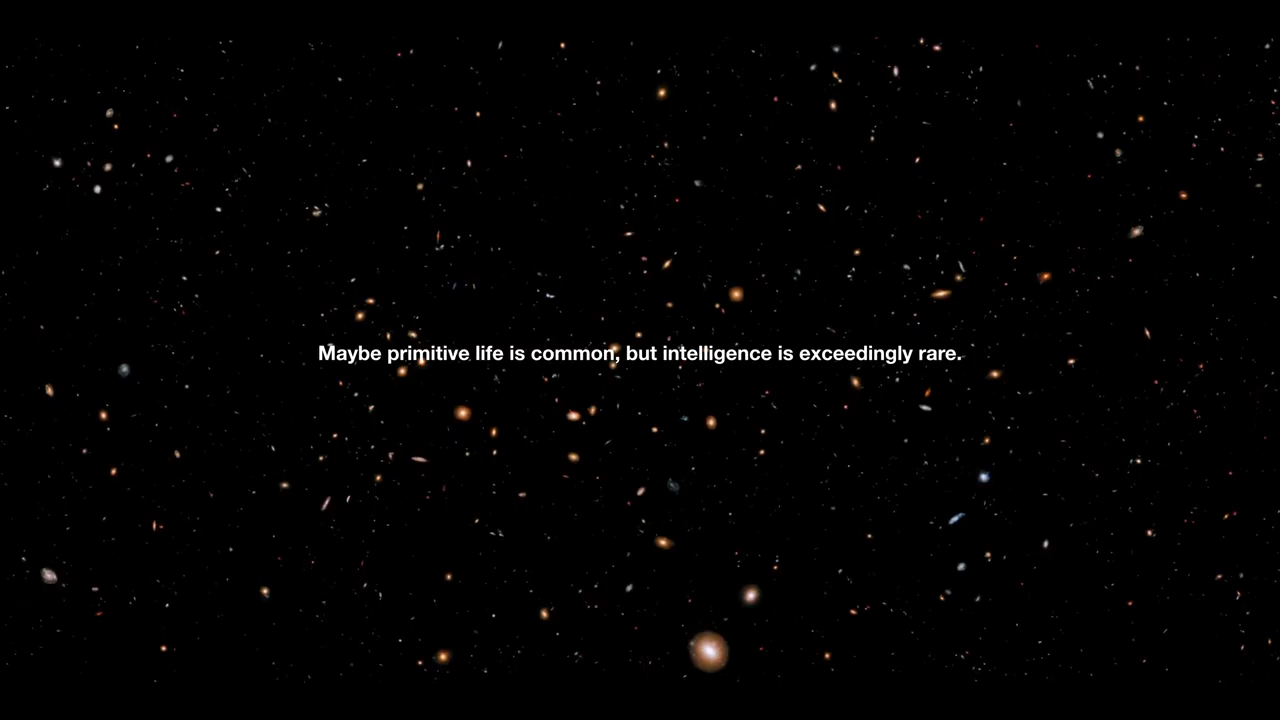 Maybe primitive life is common, but intelligence is exceedingly rare.